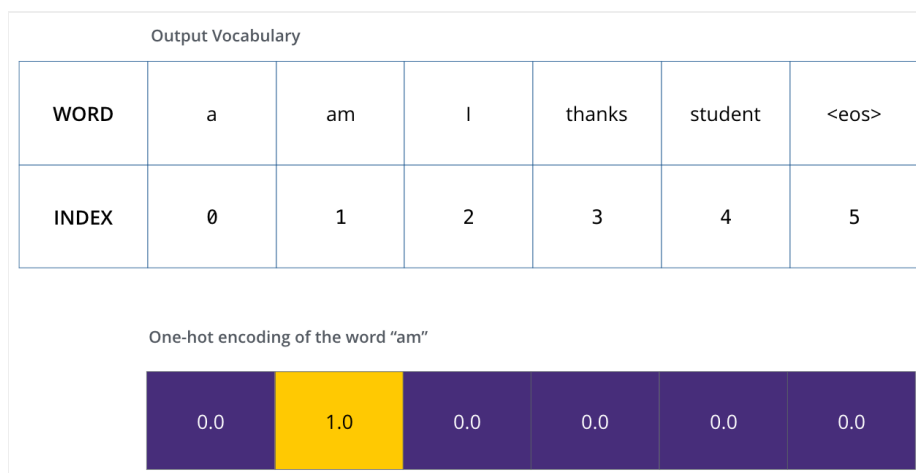 Output Vocabulary
WORD a am I thanks student <eos>
INDEX 0 1 2 3 4 5
One-hot encoding of the word “am”
0.0 1.0 0.0 0.0 0.0 0.0